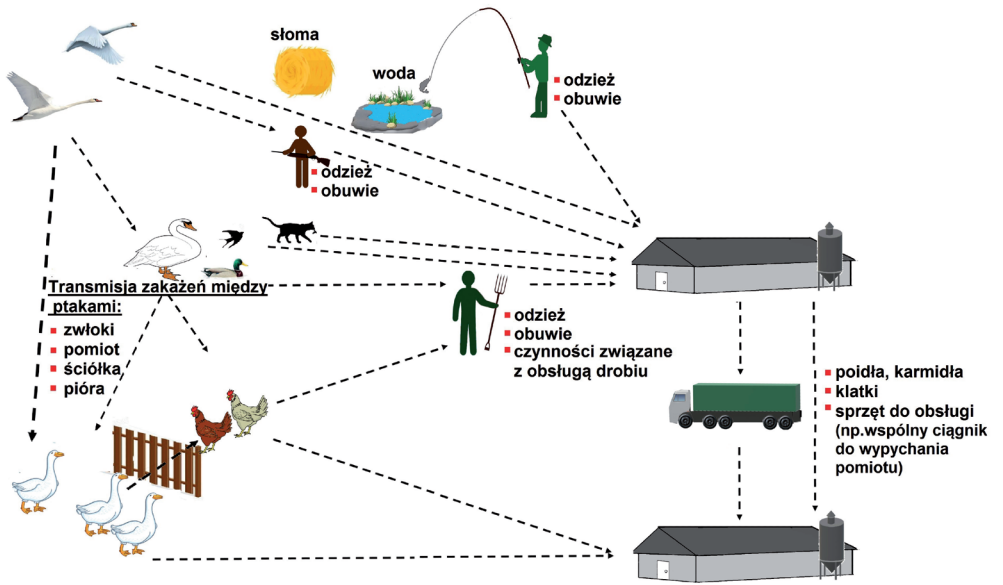 słoma
woda
odzież
obuwie
odzież
obuwie
Transmisja zakażeń między
ptakami:
zwłoki
pomiot
ściółka
pióra
odzież
obuwie
czynności związane
z obsługą drobiu
poidła, karmidła
klatki
sprzęt do obsługi
(np.wspólny ciągnik
do wypychania
pomiotu)